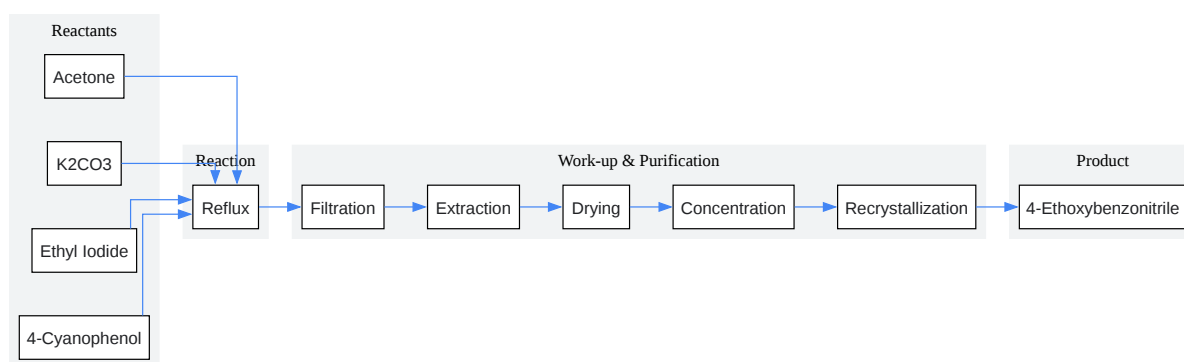 Reactants
Acetone
K2CO3
Ethyl Iodide
4-Cyanophenol
Reaction
Reflux
Work-up & Purification
Filtration
Extraction
Drying
Concentration
Recrystallization
Product
4-Ethoxybenzonitrile